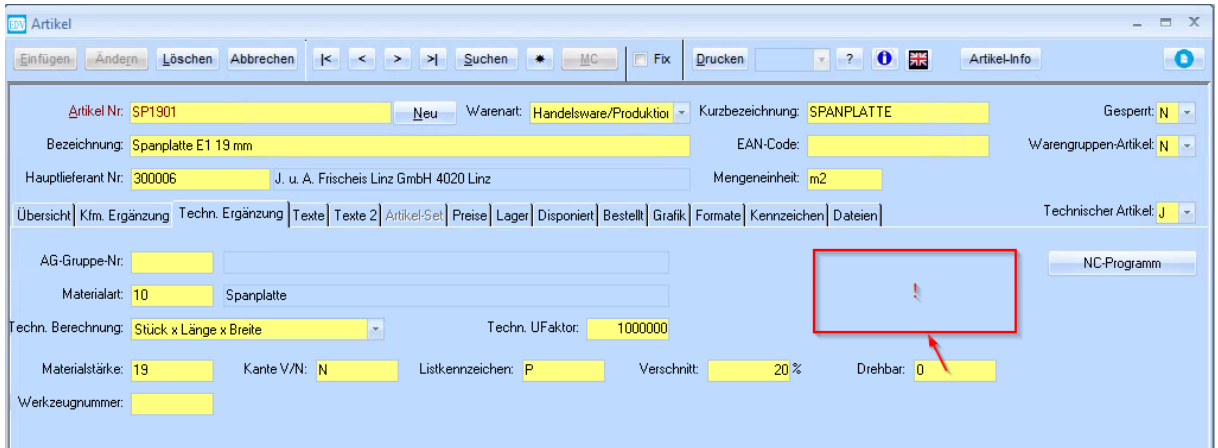 EDV Artikel
Einfügen Ändern Löschen Abbrechen |< < > >| Suchen * MC Fix Drucken ? i Artikel-Info
Artikel Nr: SP1901 Neu Warenart: Handelsware/Produktion Kurzbezeichnung: SPANPLATTE Gesperrt: N
Bezeichnung: Spanplatte E1 19 mm EAN-Code: Warengruppen-Artikel: N
Hauptlieferant Nr: 300006 J. u. A. Frischeis Linz GmbH 4020 Linz Mengeneinheit: m2
Übersicht Kfm. Ergänzung Techn. Ergänzung Texte Texte 2 Artikel-Set Preise Lager Disponiert Bestellt Grafik Formate Kennzeichen Dateien Technischer Artikel: J
AG-Gruppe-Nr: NC-Programm
Materialart: 10 Spanplatte !
Techn. Berechnung: Stück x Länge x Breite Techn. UFaktor: 1000000
Materialstärke: 19 Kante V/N: N Listkennzeichen: P Verschnitt: 20 % Drehbar: 0
Werkzeugnummer: